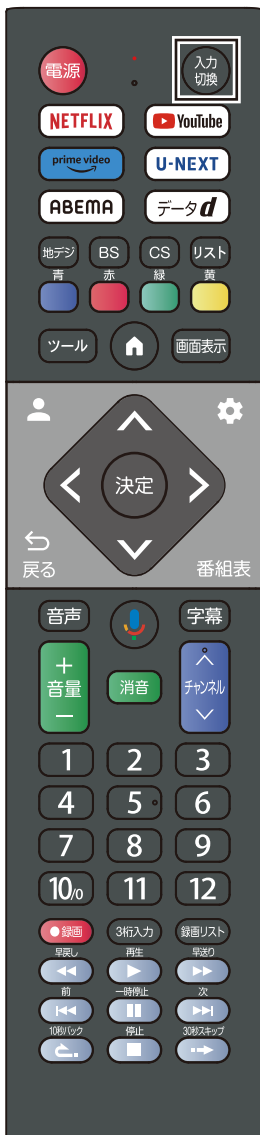 電源
入力
切換
NETFLIX
YouTube
prime video
U-NEXT
ABEMA
データd
地デジ BS CS リスト
青 赤 緑 黄
ツール 画面表示
決定
戻る 番組表
音声 字幕
+
音量
−
消音
チャンネル
1 2 3
4 5 6
7 8 9
10/0 11 12
●録画 3桁入力 録画リスト
早戻し 再生 早送り
前 一時停止 次
10秒バック 停止 30秒スキップ